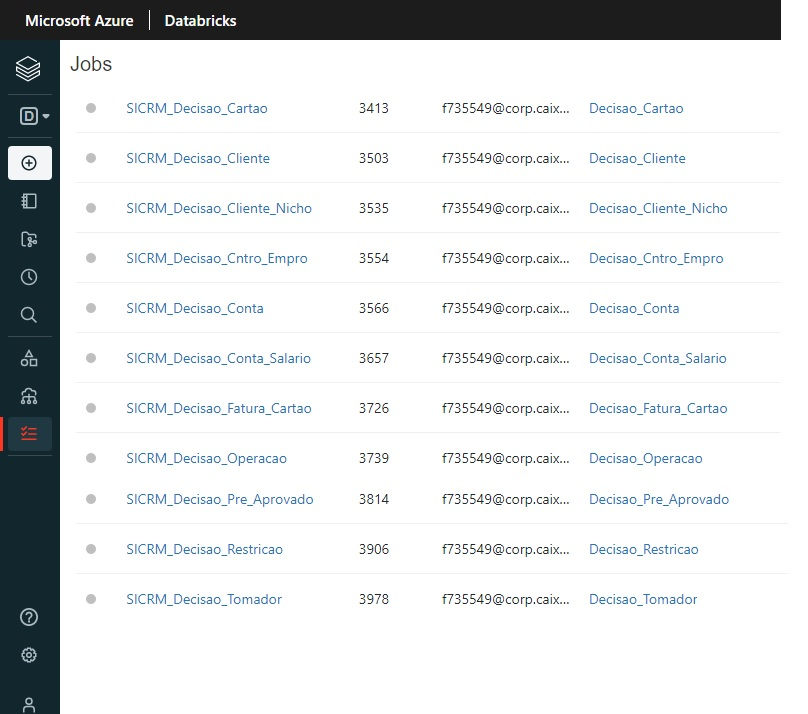 Microsoft Azure Databricks
Jobs
D
SICRM_Decisao_Cartao 3413 f735549@corp.caix... Decisao_Cartao
SICRM_Decisao_Cliente 3503 f735549@corp.caix... Decisao_Cliente
SICRM_Decisao_Cliente_Nicho 3535 f735549@corp.caix... Decisao_Cliente_Nicho
SICRM_Decisao_Cntro_Empro 3554 f735549@corp.caix... Decisao_Cntro_Empro
SICRM_Decisao_Conta 3566 f735549@corp.caix... Decisao_Conta
SICRM_Decisao_Conta_Salario 3657 f735549@corp.caix... Decisao_Conta_Salario
SICRM_Decisao_Fatura_Cartao 3726 f735549@corp.caix... Decisao_Fatura_Cartao
SICRM_Decisao_Operacao 3739 f735549@corp.caix... Decisao_Operacao
SICRM_Decisao_Pre_Aprovado 3814 f735549@corp.caix... Decisao_Pre_Aprovado
SICRM_Decisao_Restricao 3906 f735549@corp.caix... Decisao_Restricao
SICRM_Decisao_Tomador 3978 f735549@corp.caix... Decisao_Tomador